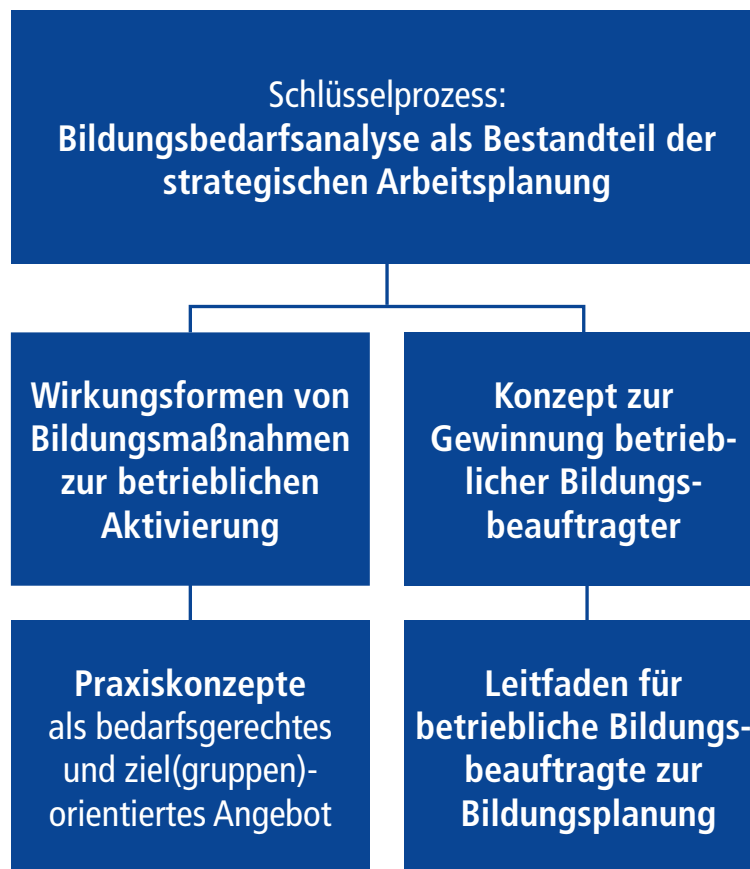 Schlüsselprozess:
Bildungsbedarfsanalyse als Bestandteil der
strategischen Arbeitsplanung
Wirkungsformen von
Bildungsmaßnahmen
zur betrieblichen
Aktivierung
Konzept zur
Gewinnung betrieb-
licher Bildungs-
beauftragter
Praxiskonzepte
als bedarfsgerechtes
und ziel(gruppen)-
orientiertes Angebot
Leitfaden für
betriebliche Bildungs-
beauftragte zur
Bildungsplanung